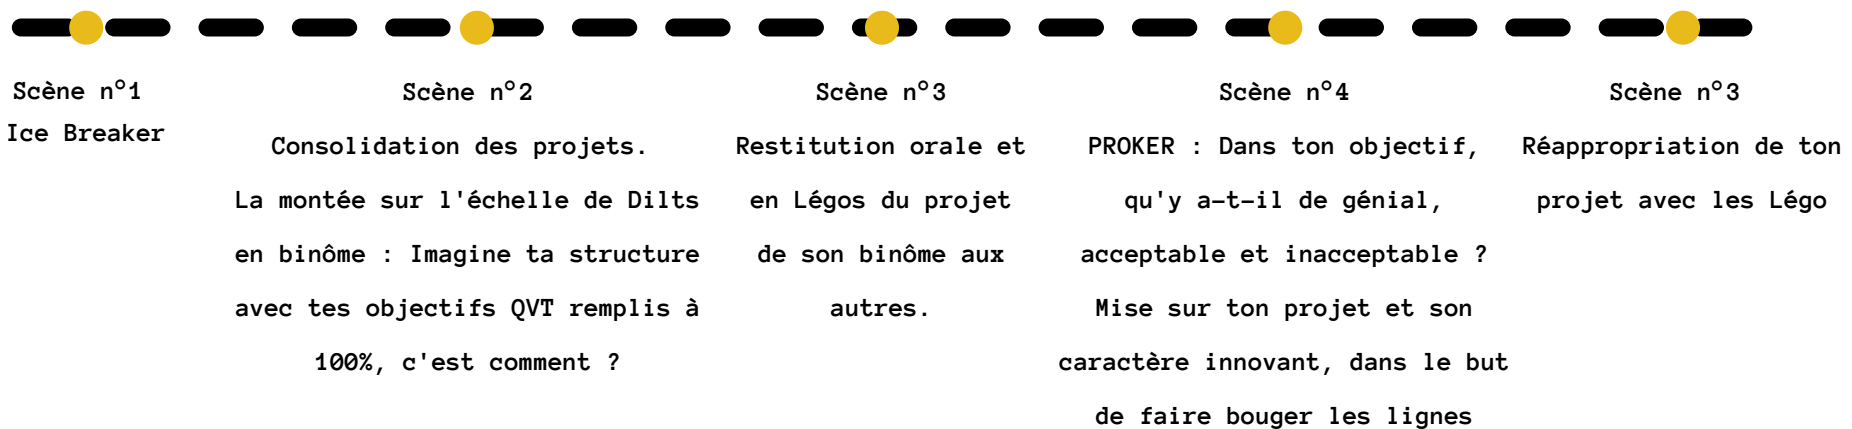 Scène n°1
Ice Breaker
Scène n°2
Consolidation des projets.
La montée sur l'échelle de Dilts
en binôme : Imagine ta structure
avec tes objectifs QVT remplis à
100%, c'est comment ?
Scène n°3
Restitution orale et
en Légos du projet
de son binôme aux
autres.
Scène n°4
PROKER : Dans ton objectif,
qu'y a-t-il de génial,
acceptable et inacceptable ?
Mise sur ton projet et son
caractère innovant, dans le but
de faire bouger les lignes
Scène n°3
Réappropriation de ton
projet avec les Légo